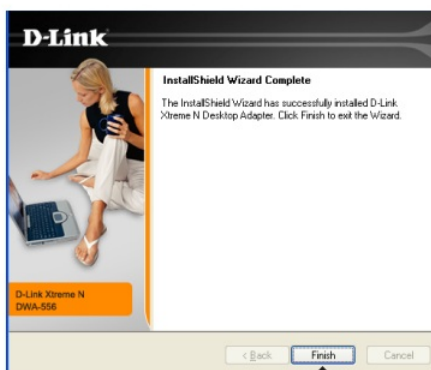 D-Link
InstallShield Wizard Complete
The InstallShield Wizard has successfully installed D-Link
Xtreme N Desktop Adapter. Click Finish to exit the Wizard.
D-Link Xtreme N
DWA-556
< Back
Finish
Cancel